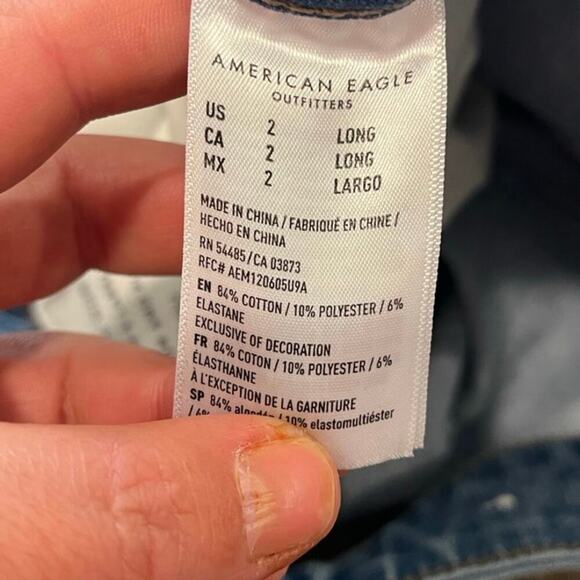 AMERICAN EAGLE
OUTFITTERS
US 2 LONG
CA 2 LONG
MX 2 LARGO
MADE IN CHINA / FABRIQUÉ EN CHINE /
HECHO EN CHINA
RN 54485/CA 03873
RFC# AEM120605U9A
EN 84% COTTON / 10% POLYESTER / 6%
ELASTANE
EXCLUSIVE OF DECORATION
FR 84% COTON / 10% POLYESTER / 6%
ÉLASTHANNE
À L'EXCEPTION DE LA GARNITURE
SP 84% algodón / 10% elastomultiéster